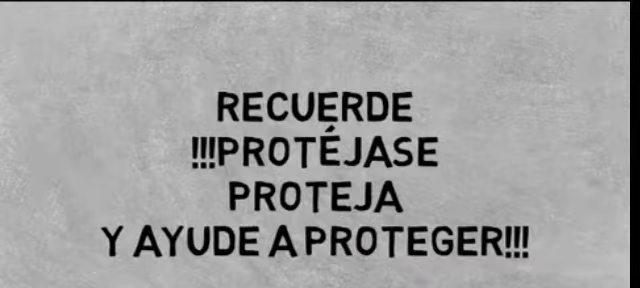 RECUERDE
!!!PROTÉJASE
PROTEJA
Y AYUDE A PROTEGER!!!